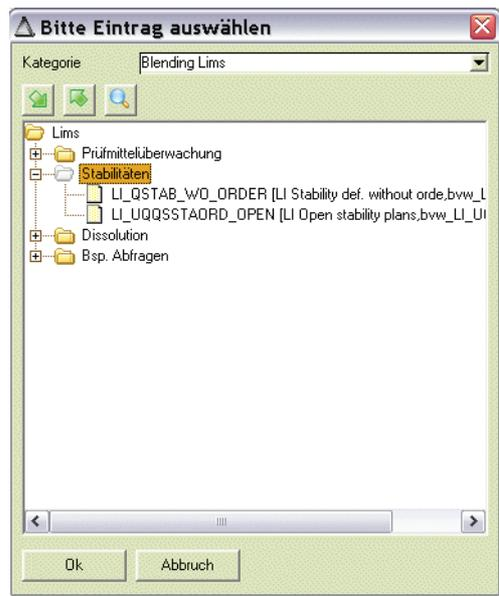 Bitte Eintrag auswählen
Kategorie Blending Lims
Lims
Prüfmittelüberwachung
Stabilitäten
LI_QSTAB_WO_ORDER [LI Stability def. without orde,bvw_L
LI_UQQSSTAORD_OPEN [LI Open stability plans,bvw_LI_U
Dissolution
Bsp. Abfragen
Ok Abbruch